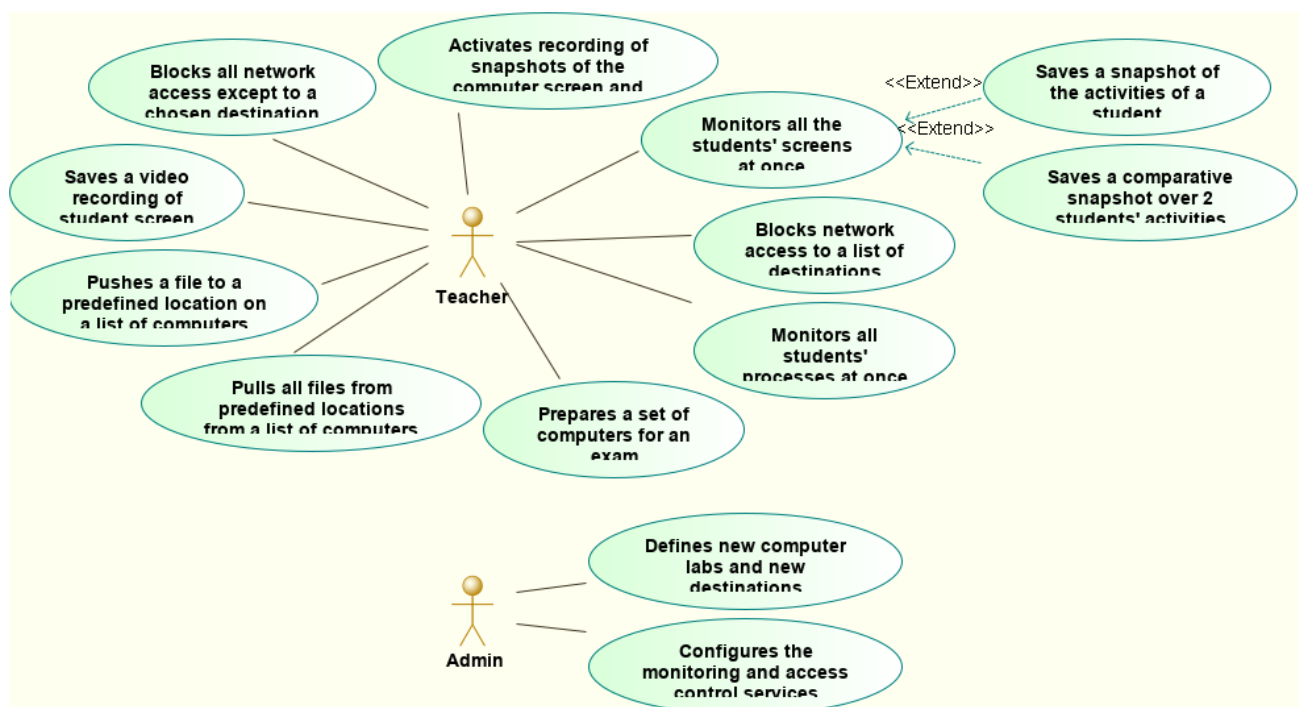 Activates recording of
snapshots of the
computer screen and
Blocks all network
access except to a
chosen destination
<<Extend>>
Saves a snapshot of
the activities of a
student
Monitors all the
students' screens
at once
<<Extend>>
Saves a video
recording of
student screen
Saves a comparative
snapshot over 2
students' activities
Blocks network
access to a list of
destinations
Pushes a file to a
predefined location on
a list of computers
Teacher
Monitors all
students'
processes at once
Pulls all files from
predefined locations
from a list of computers
Prepares a set of
computers for an
exam
Defines new computer
labs and new
destinations
Admin
Configures the
monitoring and access
control services